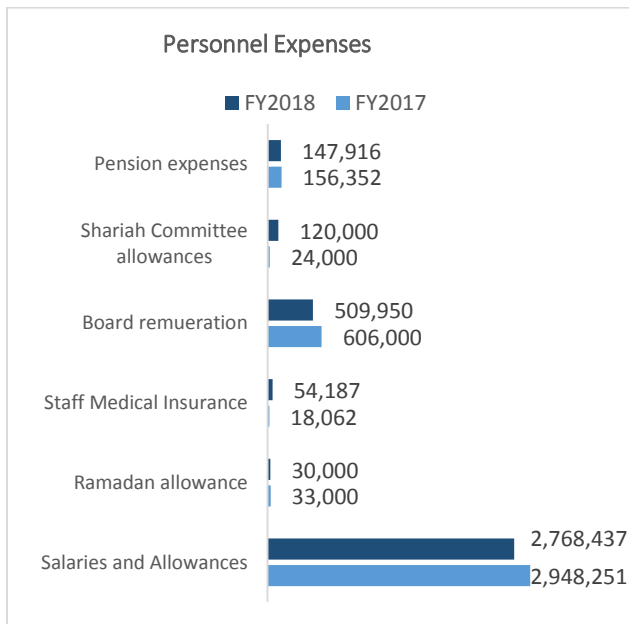 Personnel Expenses
FY2018 FY2017
Pension expenses
147,916
156,352
Shariah Committee
allowances
120,000
24,000
Board remueration
509,950
606,000
Staff Medical Insurance
54,187
18,062
Ramadan allowance
30,000
33,000
Salaries and Allowances
2,768,437
2,948,251